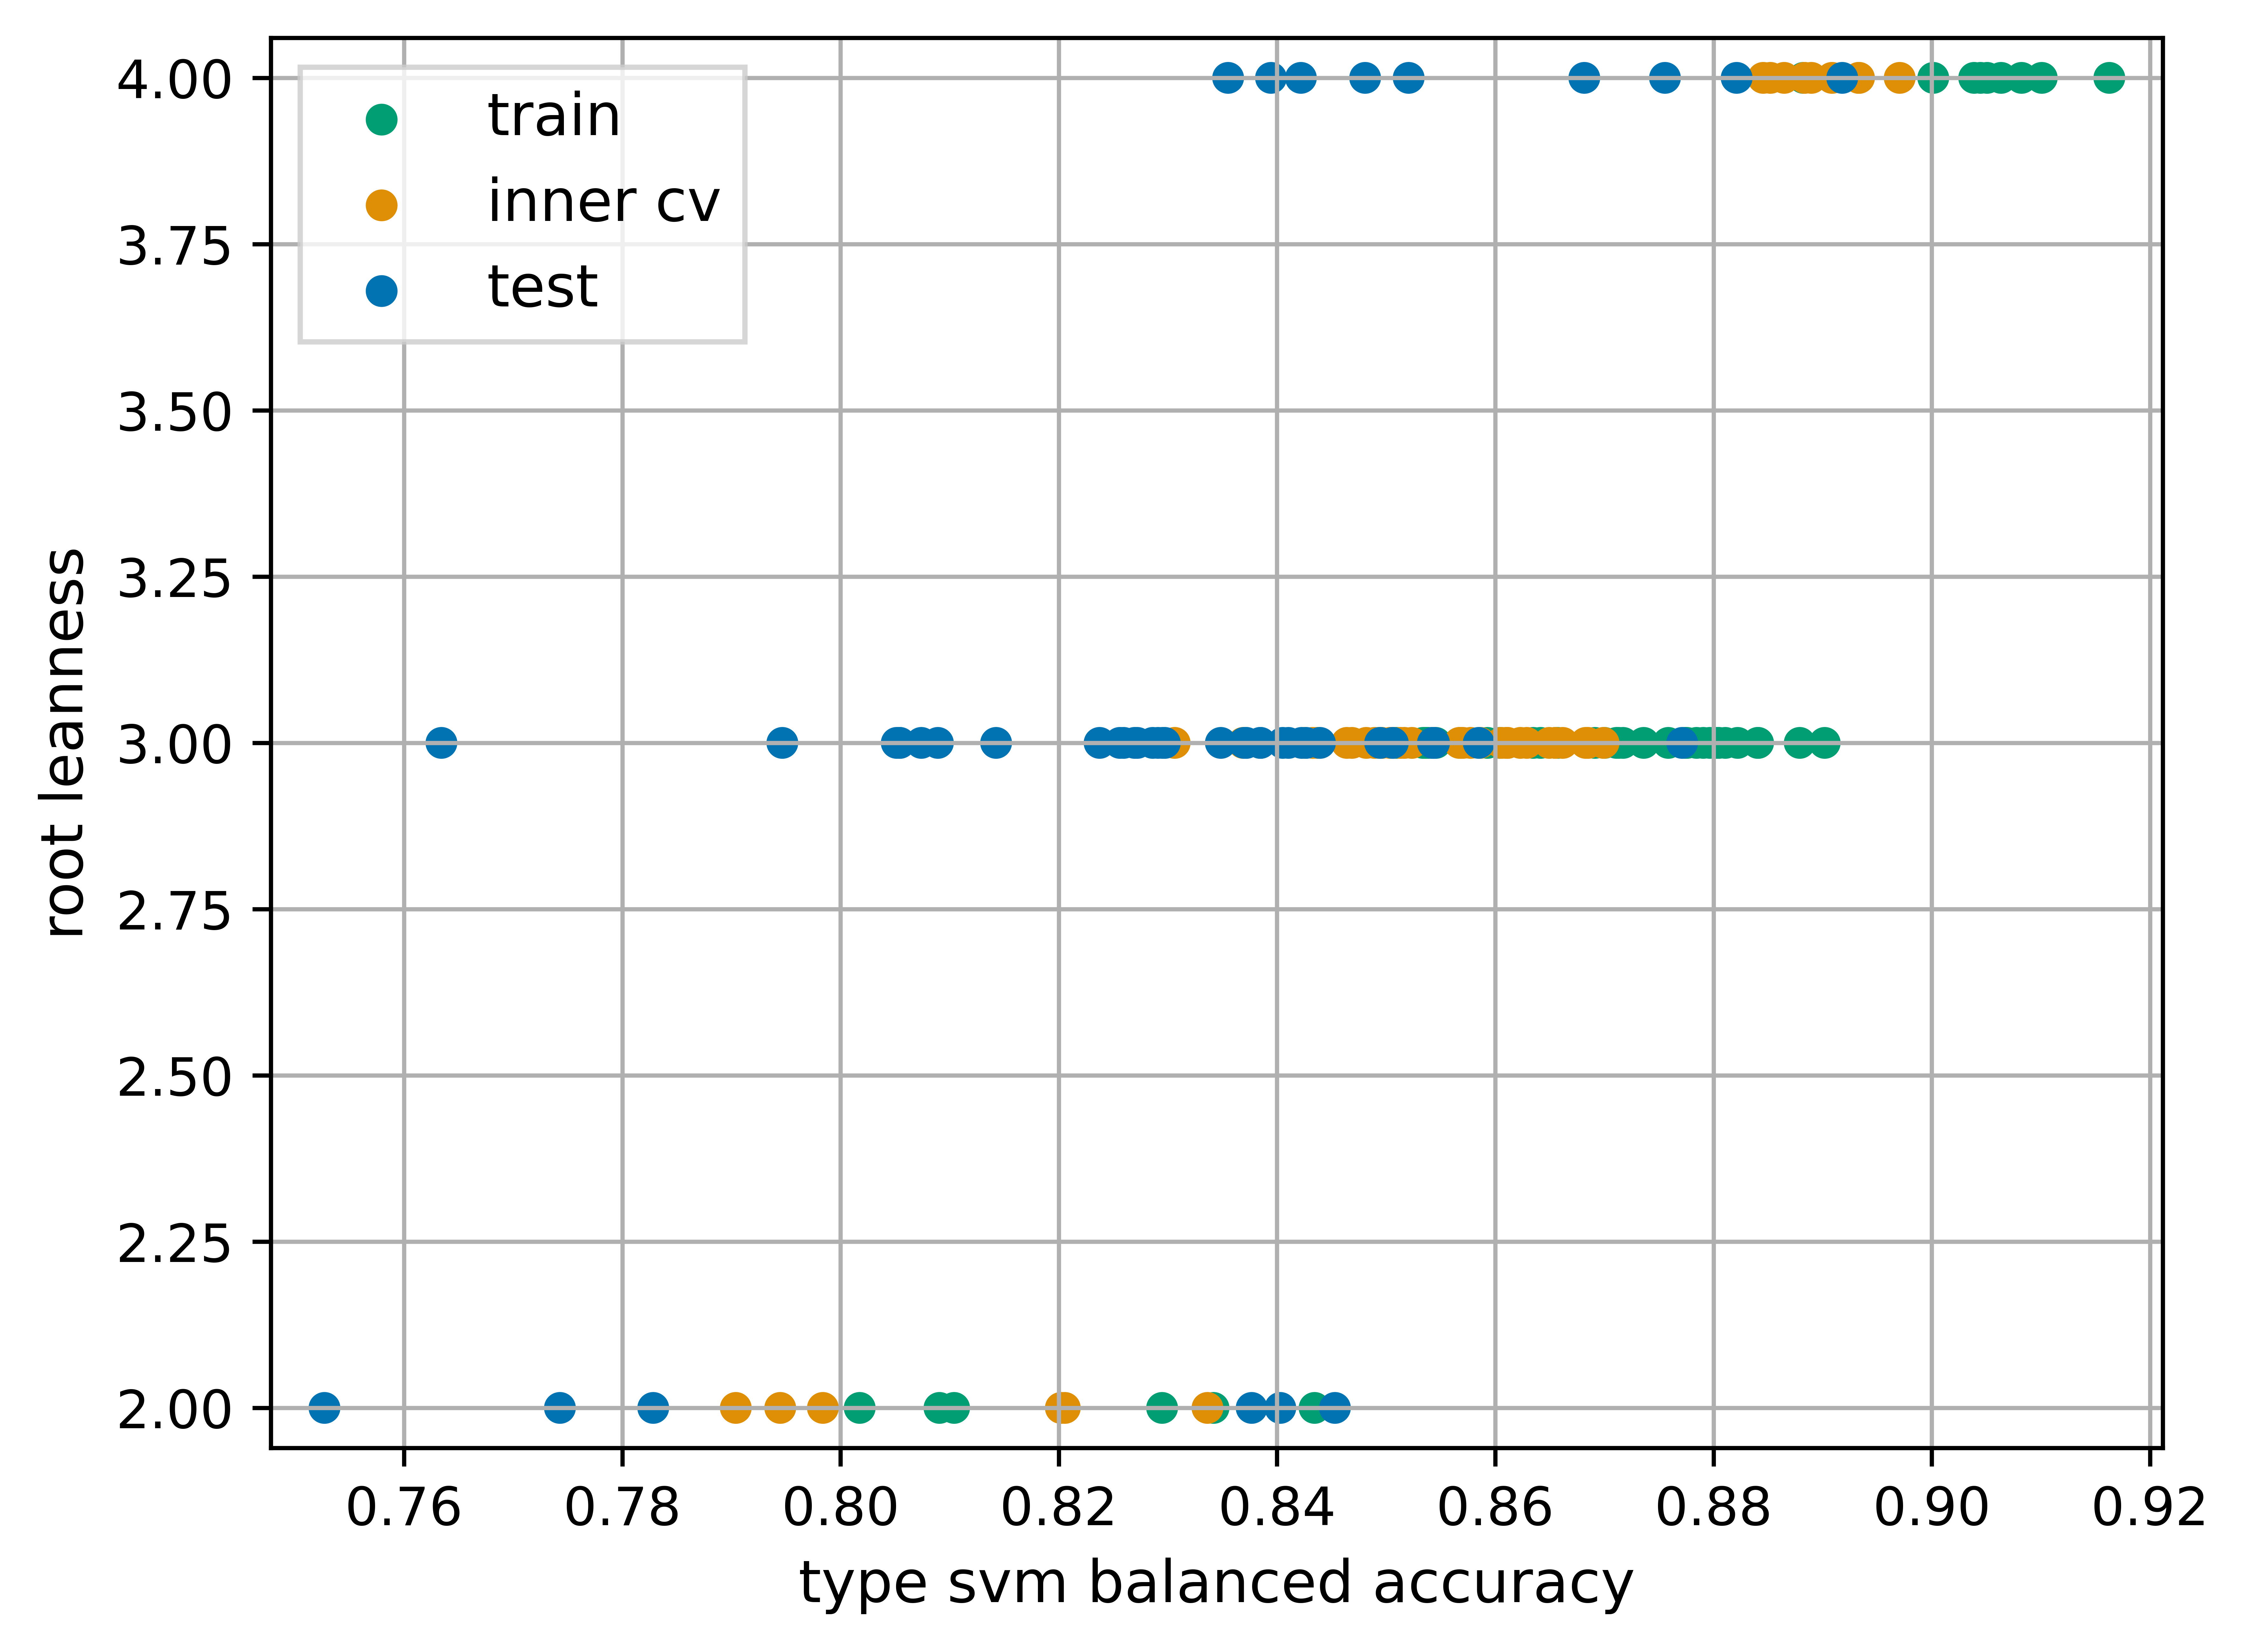 train
inner cv
test
4.00
3.75
3.50
3.25
3.00
2.75
2.50
2.25
2.00
root leanness
0.76 0.78 0.80 0.82 0.84 0.86 0.88 0.90 0.92
type svm balanced accuracy